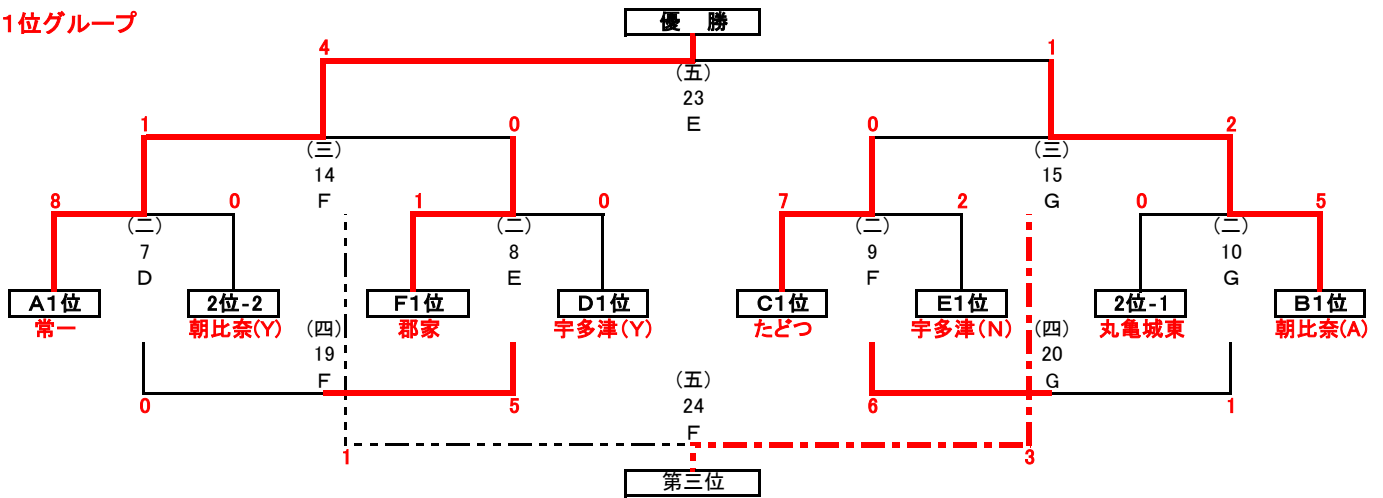 1位グループ
優　勝
4
1
(五)
23
E
1
0
0
2
(三)
14
F
(三)
15
G
8
0
1
0
7
2
0
5
(二)
7
D
(二)
8
E
(二)
9
F
(二)
10
G
A1位
2位-2
F1位
D1位
C1位
E1位
2位-1
B1位
常一
朝比奈(Y)
郡家
宇多津(Y)
たどつ
宇多津(N)
丸亀城東
朝比奈(A)
(四)
19
F
(四)
20
G
0
5
(五)
24
F
6
1
1
3
第三位